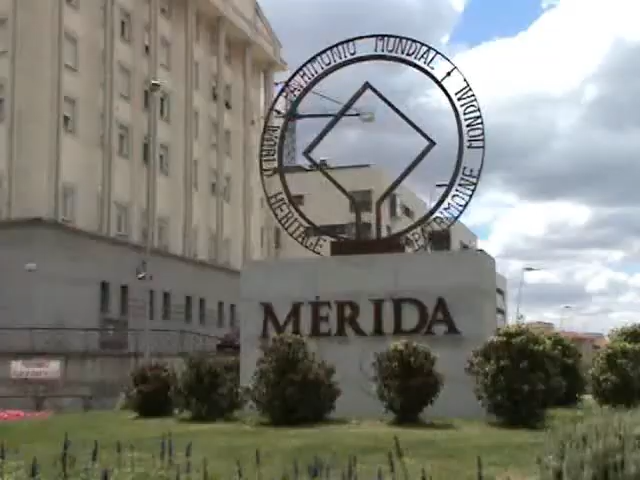 PATRIMONIO MUNDIAL
PATRIMOINE MONDIAL
WORLD HERITAGE
MÉRIDA